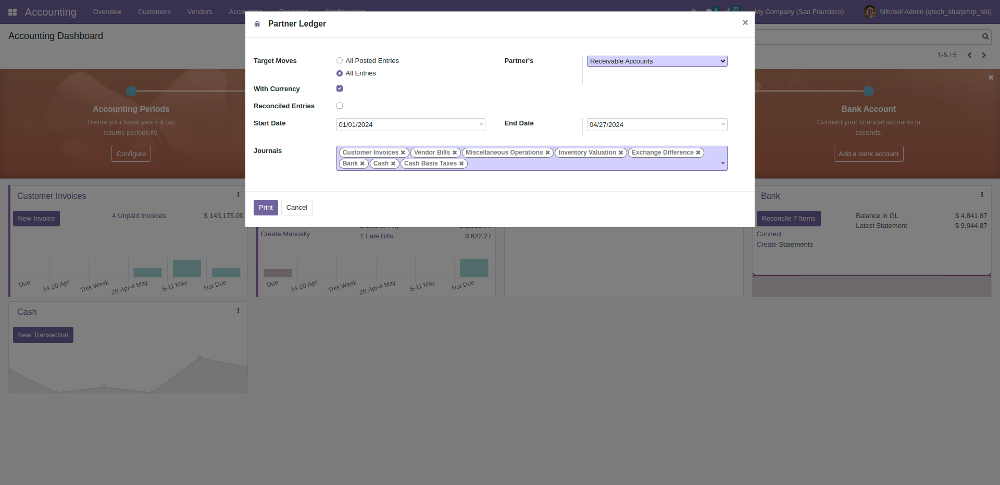 Accounting Overview Customers Vendors Accounting Reporting Configuration 5 21 My Company (San Francisco) Mitchell Admin (qtech_sharpmrp_old)
Partner Ledger ×
Accounting Dashboard
1-5 / 5
Target Moves All Posted Entries Partner's Receivable Accounts
All Entries
With Currency
Reconciled Entries
Start Date 01/01/2024 End Date 04/27/2024
Journals Customer Invoices Vendor Bills Miscellaneous Operations Inventory Valuation Exchange Difference
Bank Cash Cash Basis Taxes
Print Cancel
Accounting Periods
Define your fiscal years & tax
returns periodicity.
Configure
Bank Account
Connect your financial accounts in
seconds.
Add a bank account
Customer Invoices
New Invoice 4 Unpaid Invoices $ 143,175.00
Due 14-20 Apr This Week 28 Apr-4 May 5-11 May Not Due
2 Bills to Pay
Create Manually 1 Late Bills $ 622.27
Due 14-20 Apr This Week 28 Apr-4 May 5-11 May Not Due
Bank
Reconcile 7 Items Balance in GL $ 4,841.87
Latest Statement $ 9,944.87
Connect
Create Statements
Cash
New Transaction